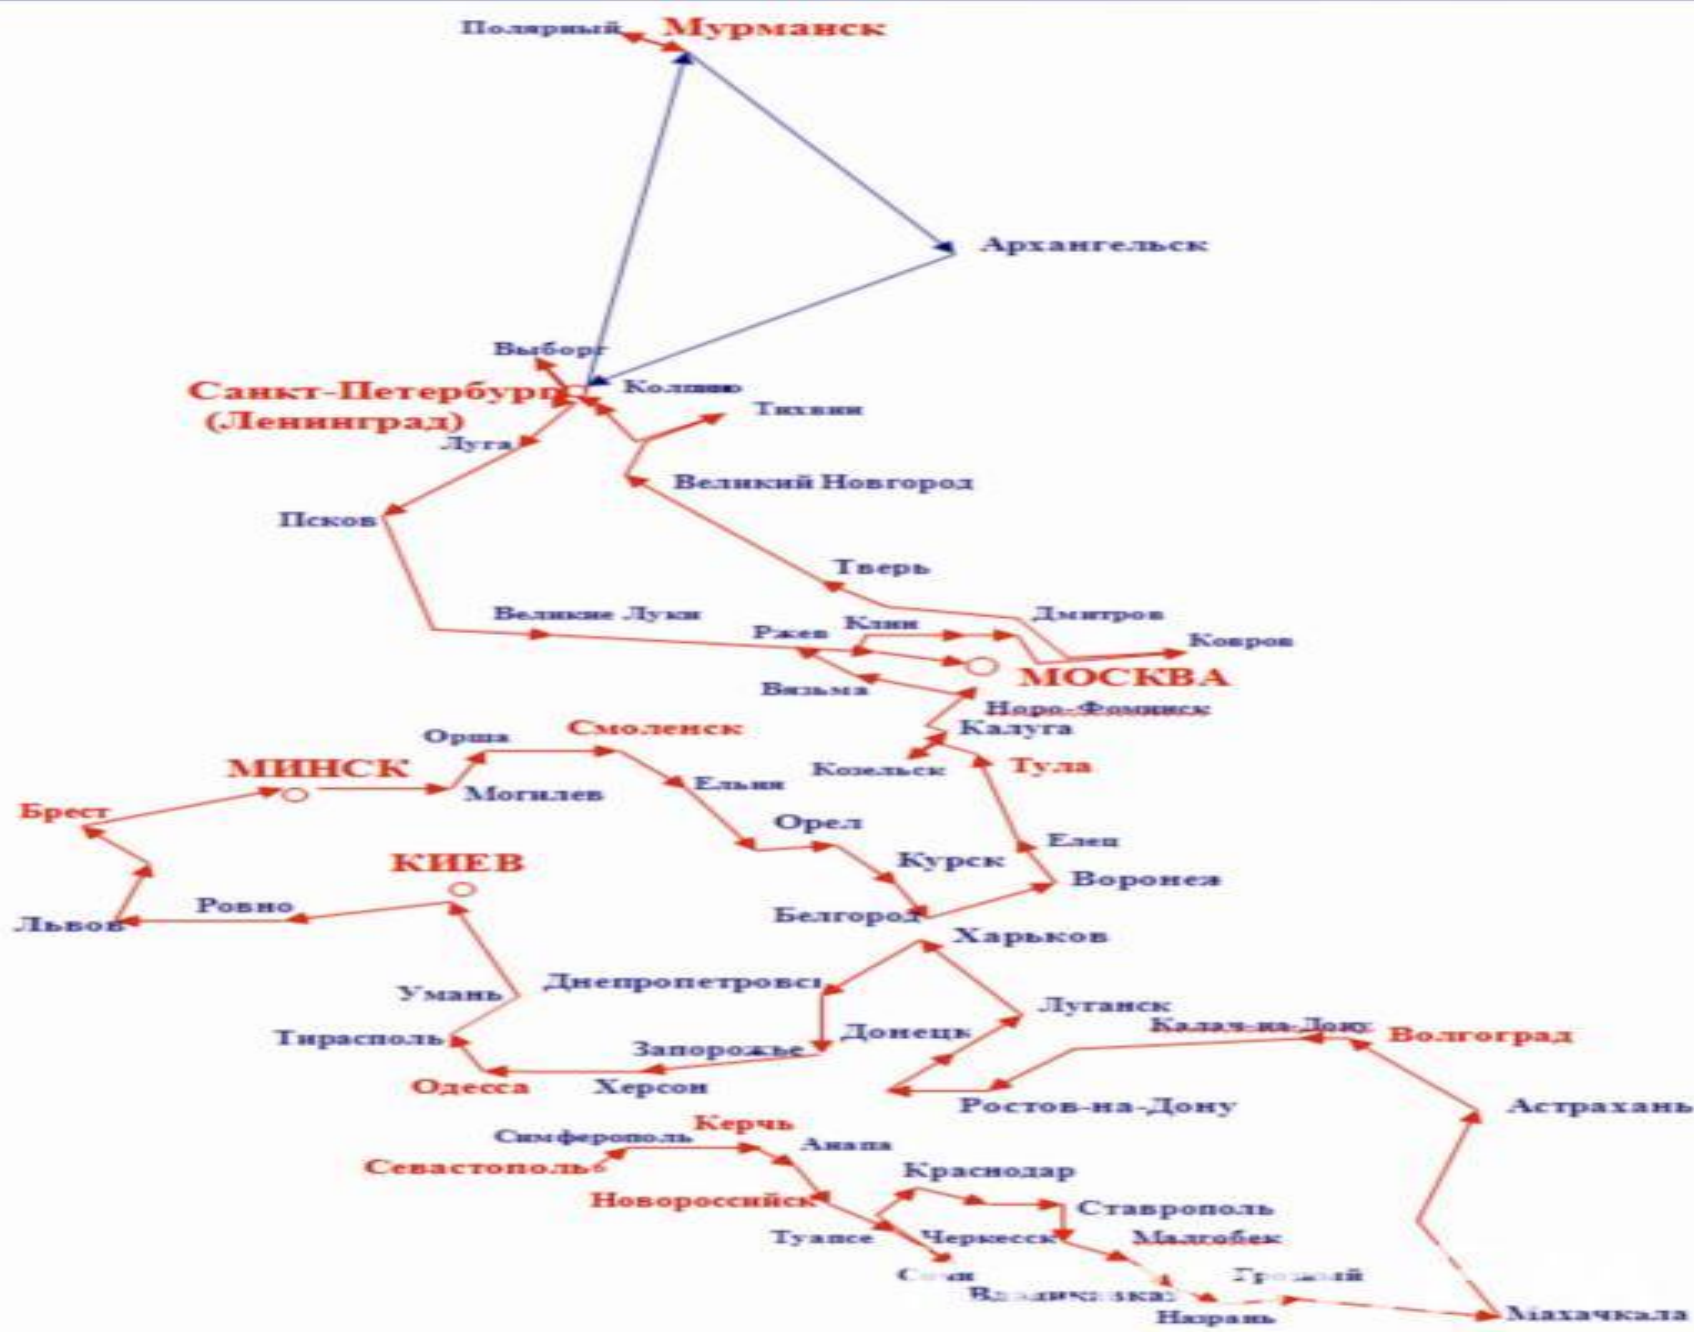 Полярный
Мурманск
Архангельск
Выборг
Санкт-Петербург
(Ленинград)
Колпино
Тихвин
Луга
Великий Новгород
Псков
Тверь
Великие Луки
Ржев
Клин
Дмитров
Ковров
МОСКВА
Вязьма
Норо-Фоминск
Калуга
Смоленск
Орша
Козельск
Тула
МИНСК
Могилев
Ельня
Брест
Орел
Елец
КИЕВ
Курск
Воронеж
Ровно
Львов
Белгород
Харьков
Умань
Днепропетровс
Луганск
Калач-на-Дону
Волгоград
Тирасполь
Запорожье
Донецк
Одесса
Херсон
Ростов-на-Дону
Астрахань
Керчь
Симферополь
Анапа
Севастополь
Новороссийск
Краснодар
Ставрополь
Туапсе
Черкесск
Малгобек
Назрань
Махачкала